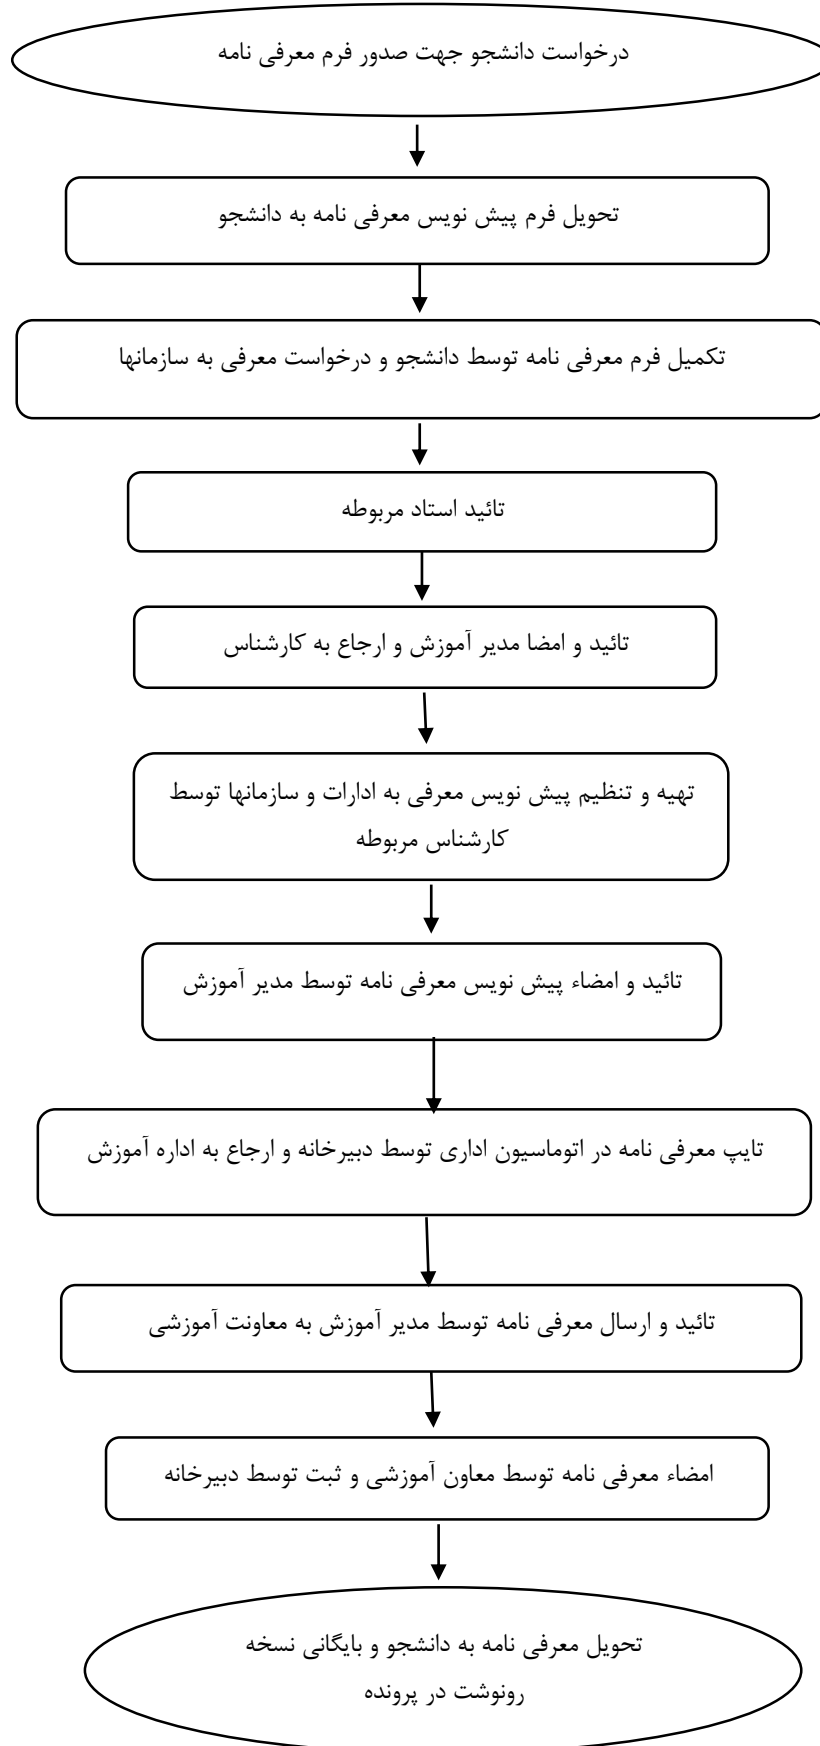 درخواست دانشجو جهت صدور فرم معرفی نامه
تحویل فرم پیش نویس معرفی نامه به دانشجو
تکمیل فرم معرفی نامه توسط دانشجو و درخواست معرفی به سازمانها
تائید استاد مربوطه
تائید و امضا مدیر آموزش و ارجاع به کارشناس
تهیه و تنظیم پیش نویس معرفی به ادارات و سازمانها توسط
کارشناس مربوطه
تائید و امضاء پیش نویس معرفی نامه توسط مدیر آموزش
تایپ معرفی نامه در اتوماسیون اداری توسط دبیرخانه و ارجاع به اداره آموزش
تائید و ارسال معرفی نامه توسط مدیر آموزش به معاونت آموزشی
امضاء معرفی نامه توسط معاون آموزشی و ثبت توسط دبیرخانه
تحویل معرفی نامه به دانشجو و بایگانی نسخه
رونوشت در پرونده